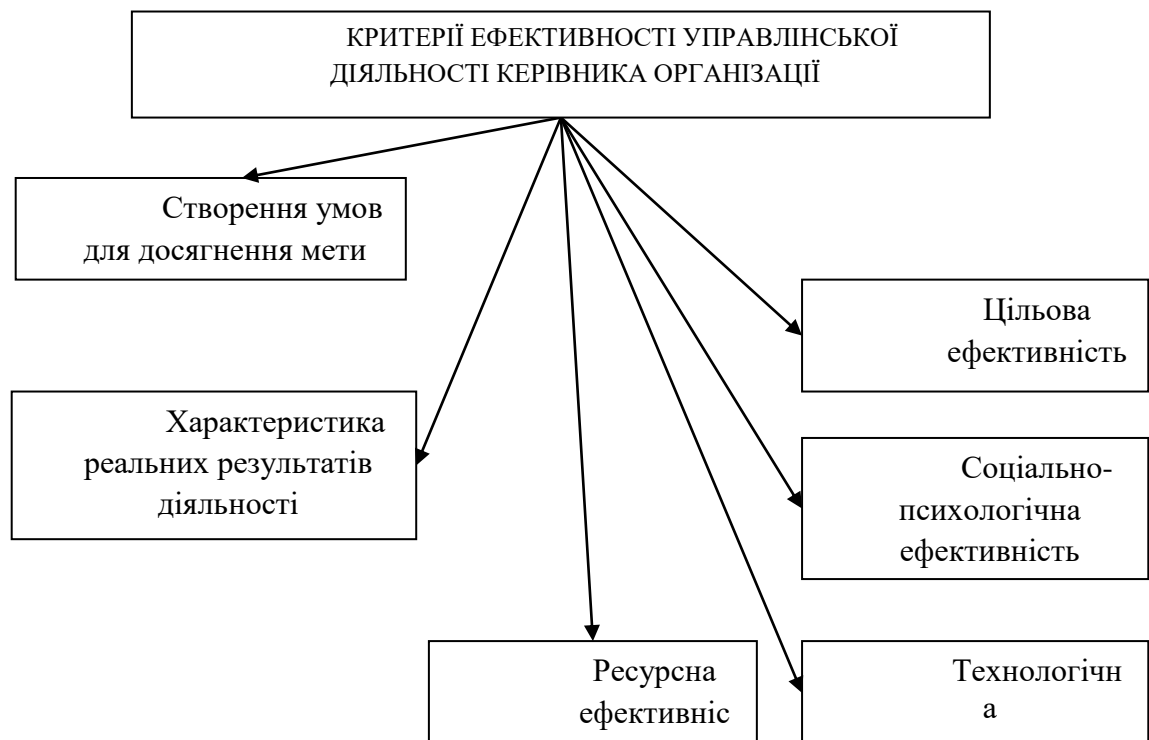 КРИТЕРІЇ ЕФЕКТИВНОСТІ УПРАВЛІНСЬКОЇ
ДІЯЛЬНОСТІ КЕРІВНИКА ОРГАНІЗАЦІЇ
Створення умов
для досягнення мети
Цільова
ефективність
Характеристика
реальних результатів
діяльності
Соціально-
психологічна
ефективність
Ресурсна
ефективніс
Технологічн
а